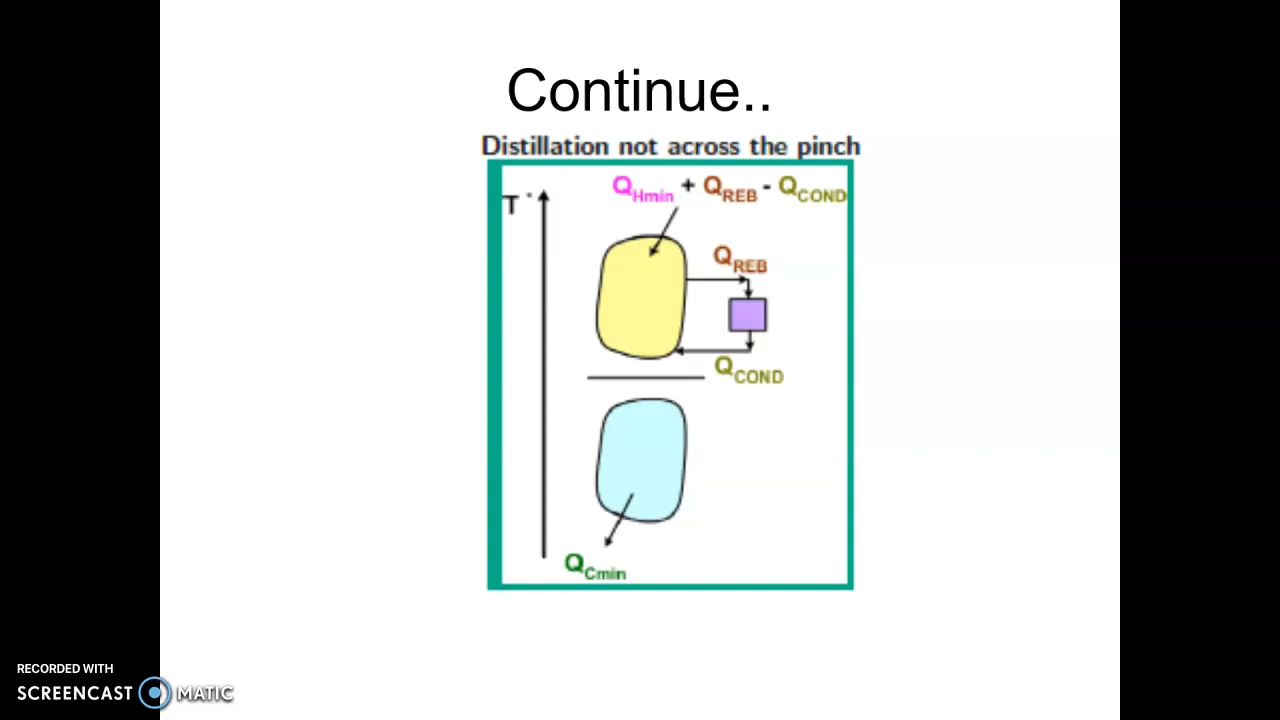 Continue..
Distillation not across the pinch
QHmin + QREB - QCOND
T *
QREB
QCOND
QCmin
RECORDED WITH
SCREENCAST MATIC